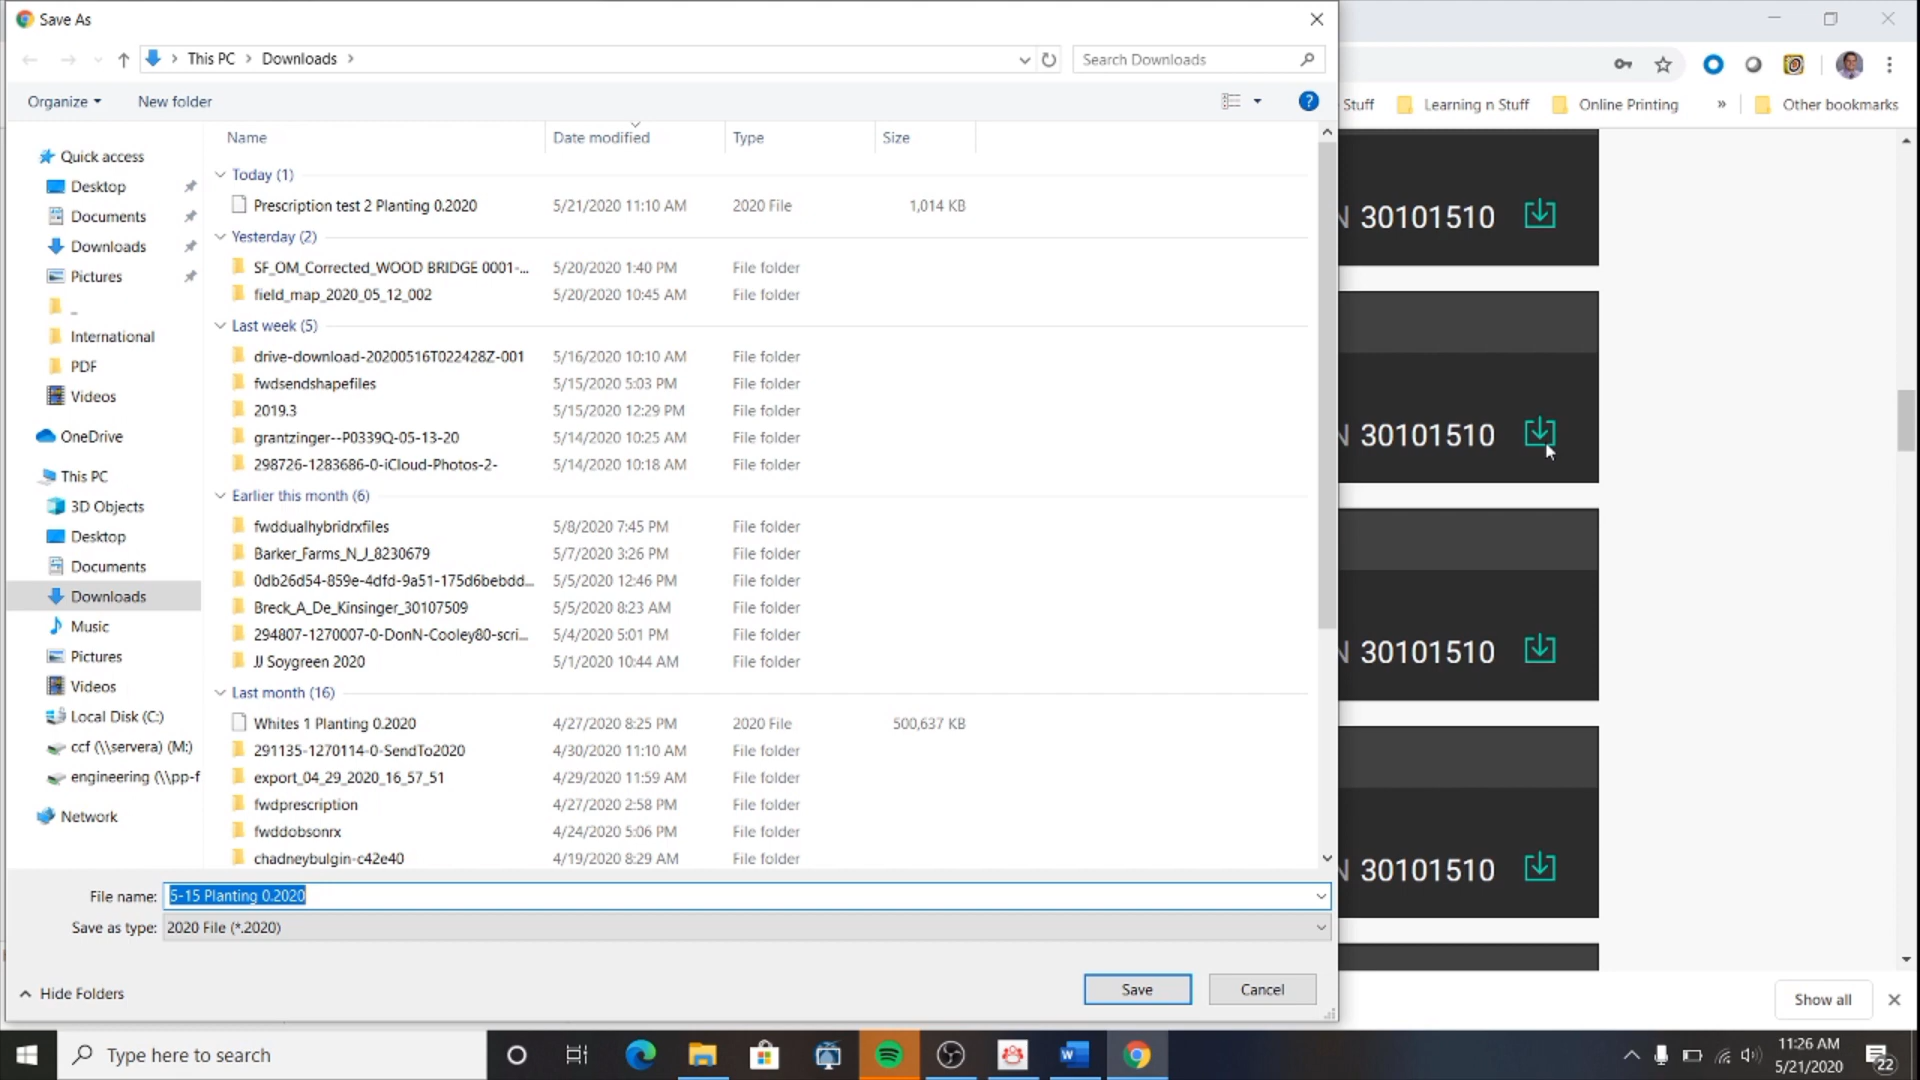 Save As
This PC > Downloads >
Search Downloads
Stuff
Learning n Stuff
Online Printing
»
Other bookmarks
Organize
New folder
?
Name
Date modified
Type
Size
Quick access
Desktop
Documents
Downloads
Pictures
_
International
PDF
Videos
OneDrive
This PC
3D Objects
Desktop
Documents
Downloads
Music
Pictures
Videos
Local Disk (C:)
ccf (\\servera) (M:)
engineering (\\pp-f
Network
Today (1)
Prescription test 2 Planting 0.2020 5/21/2020 11:10 AM 2020 File 1,014 KB
Yesterday (2)
SF_OM_Corrected_WOOD BRIDGE 0001-... 5/20/2020 1:40 PM File folder
field_map_2020_05_12_002 5/20/2020 10:45 AM File folder
Last week (5)
drive-download-20200516T022428Z-001 5/16/2020 10:10 AM File folder
fwdsendshapefiles 5/15/2020 5:03 PM File folder
2019.3 5/15/2020 12:29 PM File folder
grantzinger--P0339Q-05-13-20 5/14/2020 10:25 AM File folder
298726-1283686-0-iCloud-Photos-2- 5/14/2020 10:18 AM File folder
Earlier this month (6)
fwddualhybridrxfiles 5/8/2020 7:45 PM File folder
Barker_Farms_N_J_8230679 5/7/2020 3:26 PM File folder
0db26d54-859e-4dfd-9a51-175d6bebdd... 5/5/2020 12:46 PM File folder
Breck_A_De_Kinsinger_30107509 5/5/2020 8:23 AM File folder
294807-1270007-0-DonN-Cooley80-scri... 5/4/2020 5:01 PM File folder
JJ Soygreen 2020 5/1/2020 10:44 AM File folder
Last month (16)
Whites 1 Planting 0.2020 4/27/2020 8:25 PM 2020 File 500,637 KB
291135-1270114-0-SendTo2020 4/30/2020 11:10 AM File folder
export_04_29_2020_16_57_51 4/29/2020 11:59 AM File folder
fwdprescription 4/27/2020 2:58 PM File folder
fwddobsonrx 4/24/2020 5:06 PM File folder
chadneybulgin-c42e40 4/19/2020 8:29 AM File folder
N 30101510
N 30101510
N 30101510
N 30101510
File name: 5-15 Planting 0.2020
Save as type: 2020 File (*.2020)
Hide Folders
Save
Cancel
Show all
Type here to search
11:26 AM
5/21/2020
22